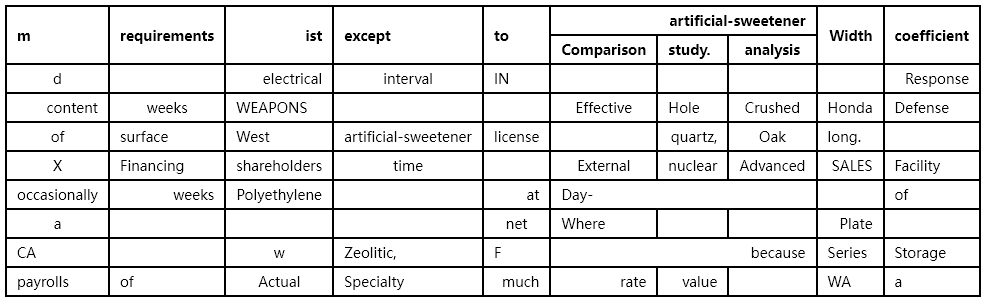 m requirements ist except to artificial-sweetener Width coefficient
Comparison study. analysis
d electrical interval IN Response
content weeks WEAPONS Effective Hole Crushed Honda Defense
of surface West artificial-sweetener license quartz, Oak long.
X Financing shareholders time External nuclear Advanced SALES Facility
occasionally weeks Polyethylene at Day- of
a net Where Plate
CA w Zeolitic, F because Series Storage
payrolls of Actual Specialty much rate value WA a